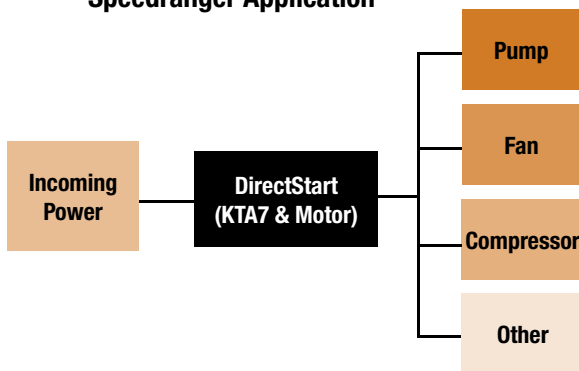 Speedranger Application
Pump
Fan
Incoming
Power
DirectStart
(KTA7 & Motor)
Compressor
Other